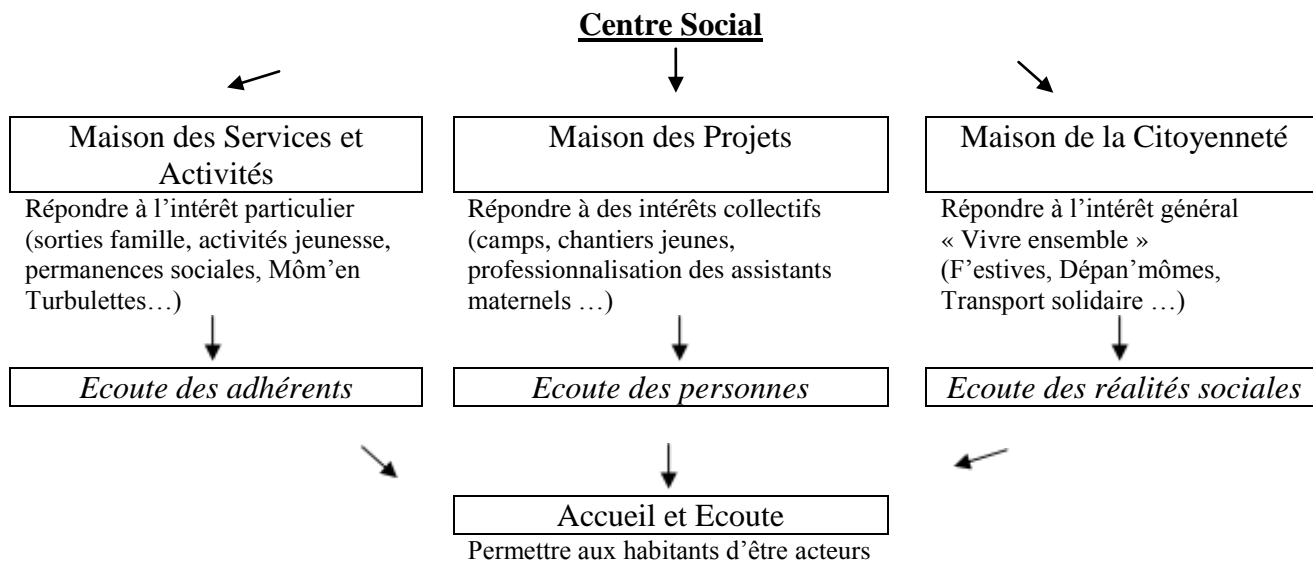 Centre Social
Maison des Services et
Activités
Répondre à l’intérêt particulier
(sorties famille, activités jeunesse,
permanences sociales, Môm’en
Turbulettes…)
Ecoute des adhérents
Maison des Projets
Répondre à des intérêts collectifs
(camps, chantiers jeunes,
professionnalisation des assistants
maternels …)
Ecoute des personnes
Maison de la Citoyenneté
Répondre à l’intérêt général
« Vivre ensemble »
(F’estives, Dépan’mômes,
Transport solidaire …)
Ecoute des réalités sociales
Accueil et Ecoute
Permettre aux habitants d’être acteurs